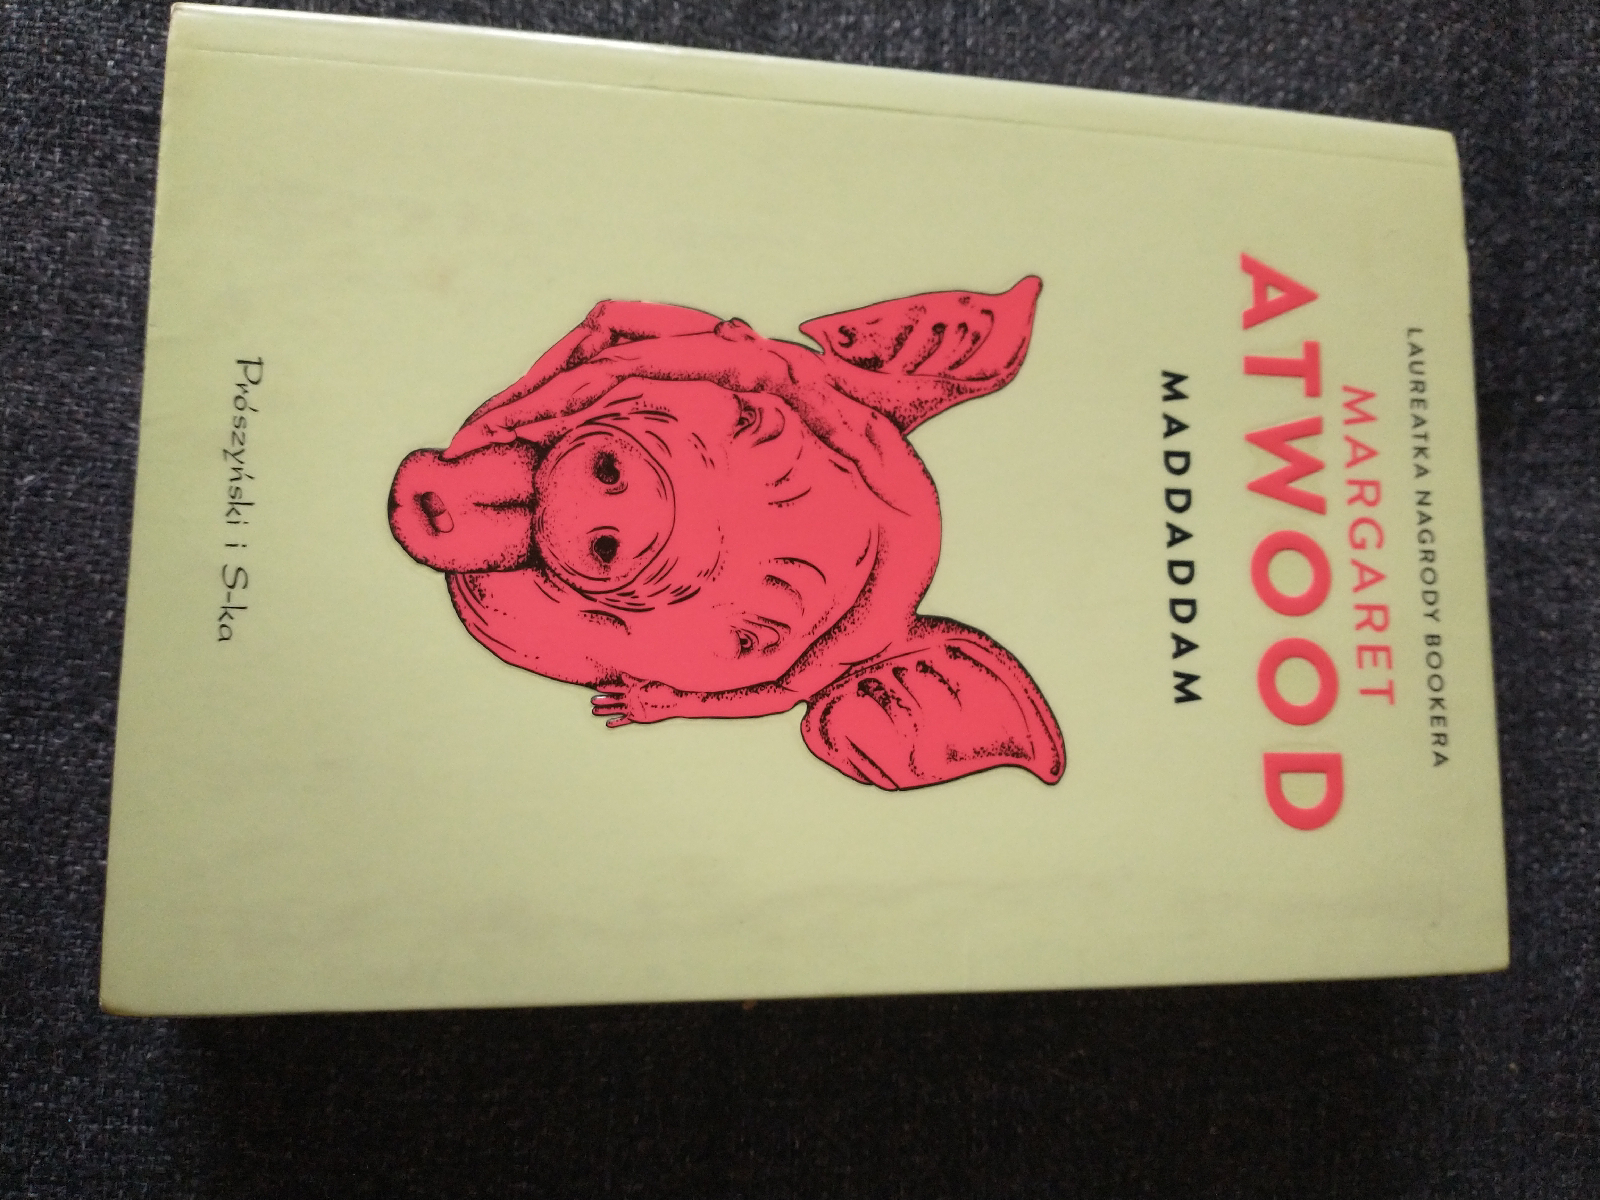 LAUREATKA NAGRODY BOOKERA
MARGARET
ATWOOD
MADDADDAM
Prószyński i S-ka